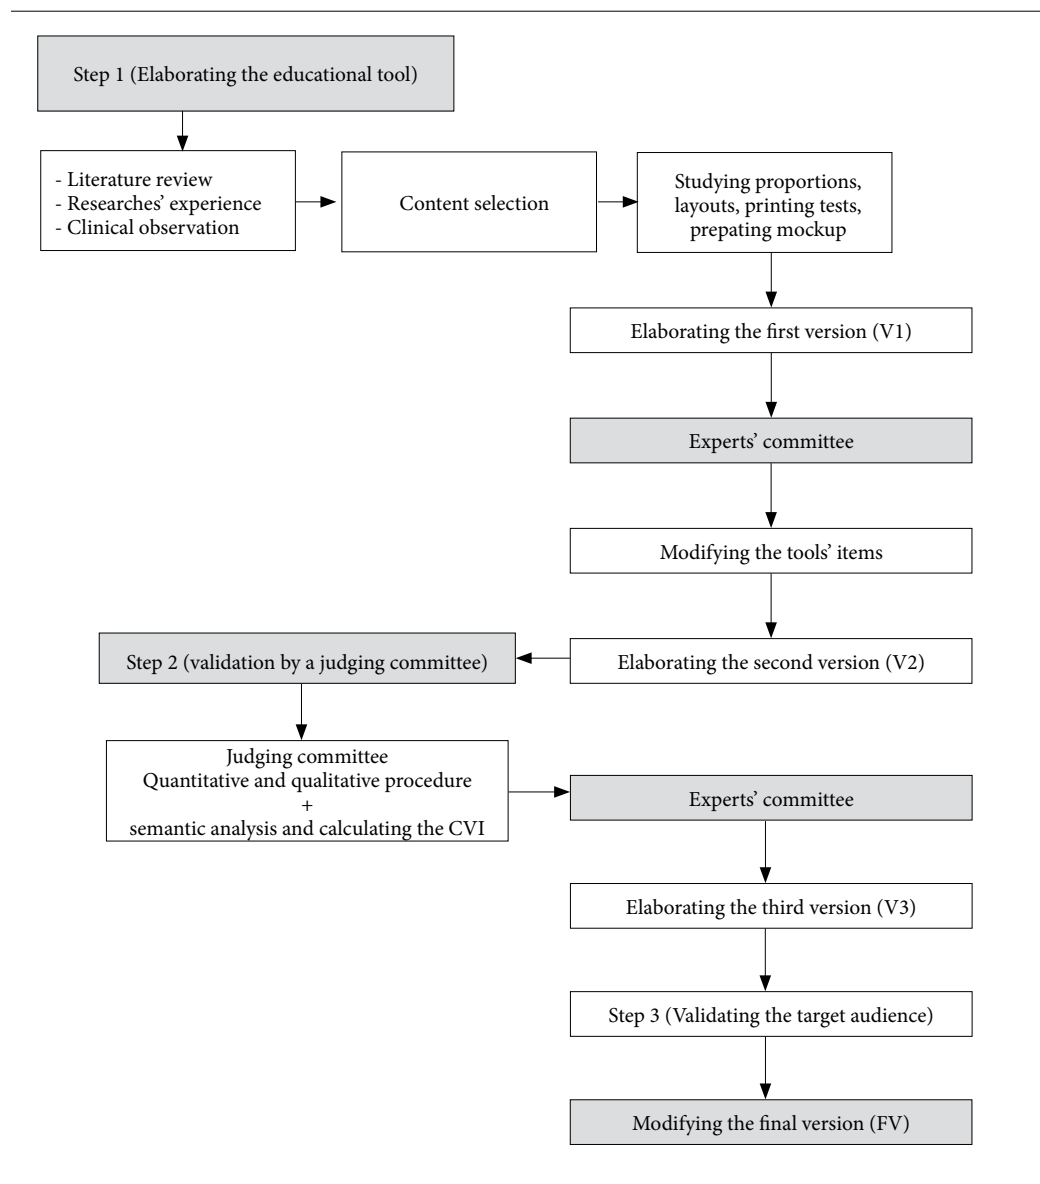 Step 1 (Elaborating the educational tool)
- Literature review
- Researches’ experience
- Clinical observation
Content selection
Studying proportions,
layouts, printing tests,
prepating mockup
Elaborating the first version (V1)
Experts’ committee
Modifying the tools’ items
Elaborating the second version (V2)
Step 2 (validation by a judging committee)
Judging committee
Quantitative and qualitative procedure
+
semantic analysis and calculating the CVI
Experts’ committee
Elaborating the third version (V3)
Step 3 (Validating the target audience)
Modifying the final version (FV)